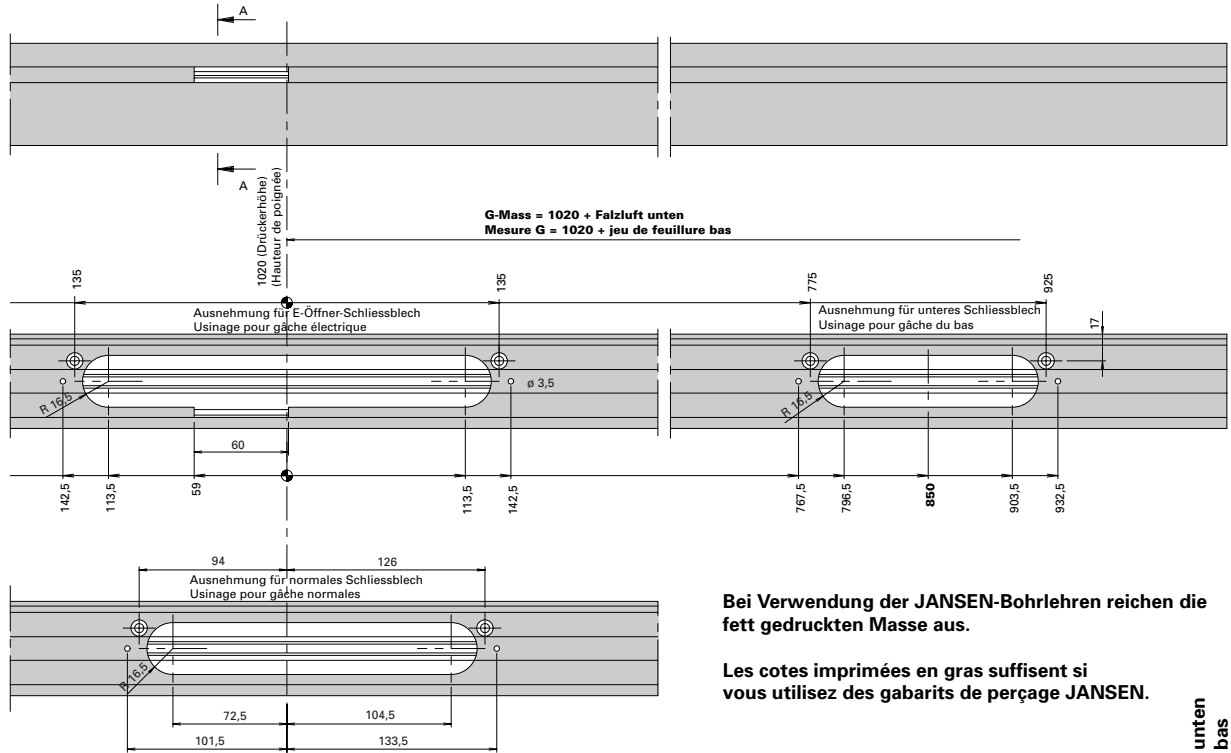 A
A
1020 (Drückerhöhe)
(Hauteur de poignée)
G-Mass = 1020 + Falzluft unten
Mesure G = 1020 + jeu de feuillure bas
135
135
775
925
Ausnehmung für E-Öffner-Schliessblech
Usinage pour gâche électrique
Ausnehmung für unteres Schliessblech
Usinage pour gâche du bas
17
R 16,5
ø 3,5
R 16,5
60
142,5
113,5
59
113,5
142,5
767,5
796,5
850
903,5
932,5
94
126
Ausnehmung für normales Schliessblech
Usinage pour gâche normales
R 16,5
72,5
104,5
101,5
133,5
Bei Verwendung der JANSEN-Bohrlehren reichen die
fett gedruckten Masse aus.
Les cotes imprimées en gras suffisent si
vous utilisez des gabarits de perçage JANSEN.
unten
bas